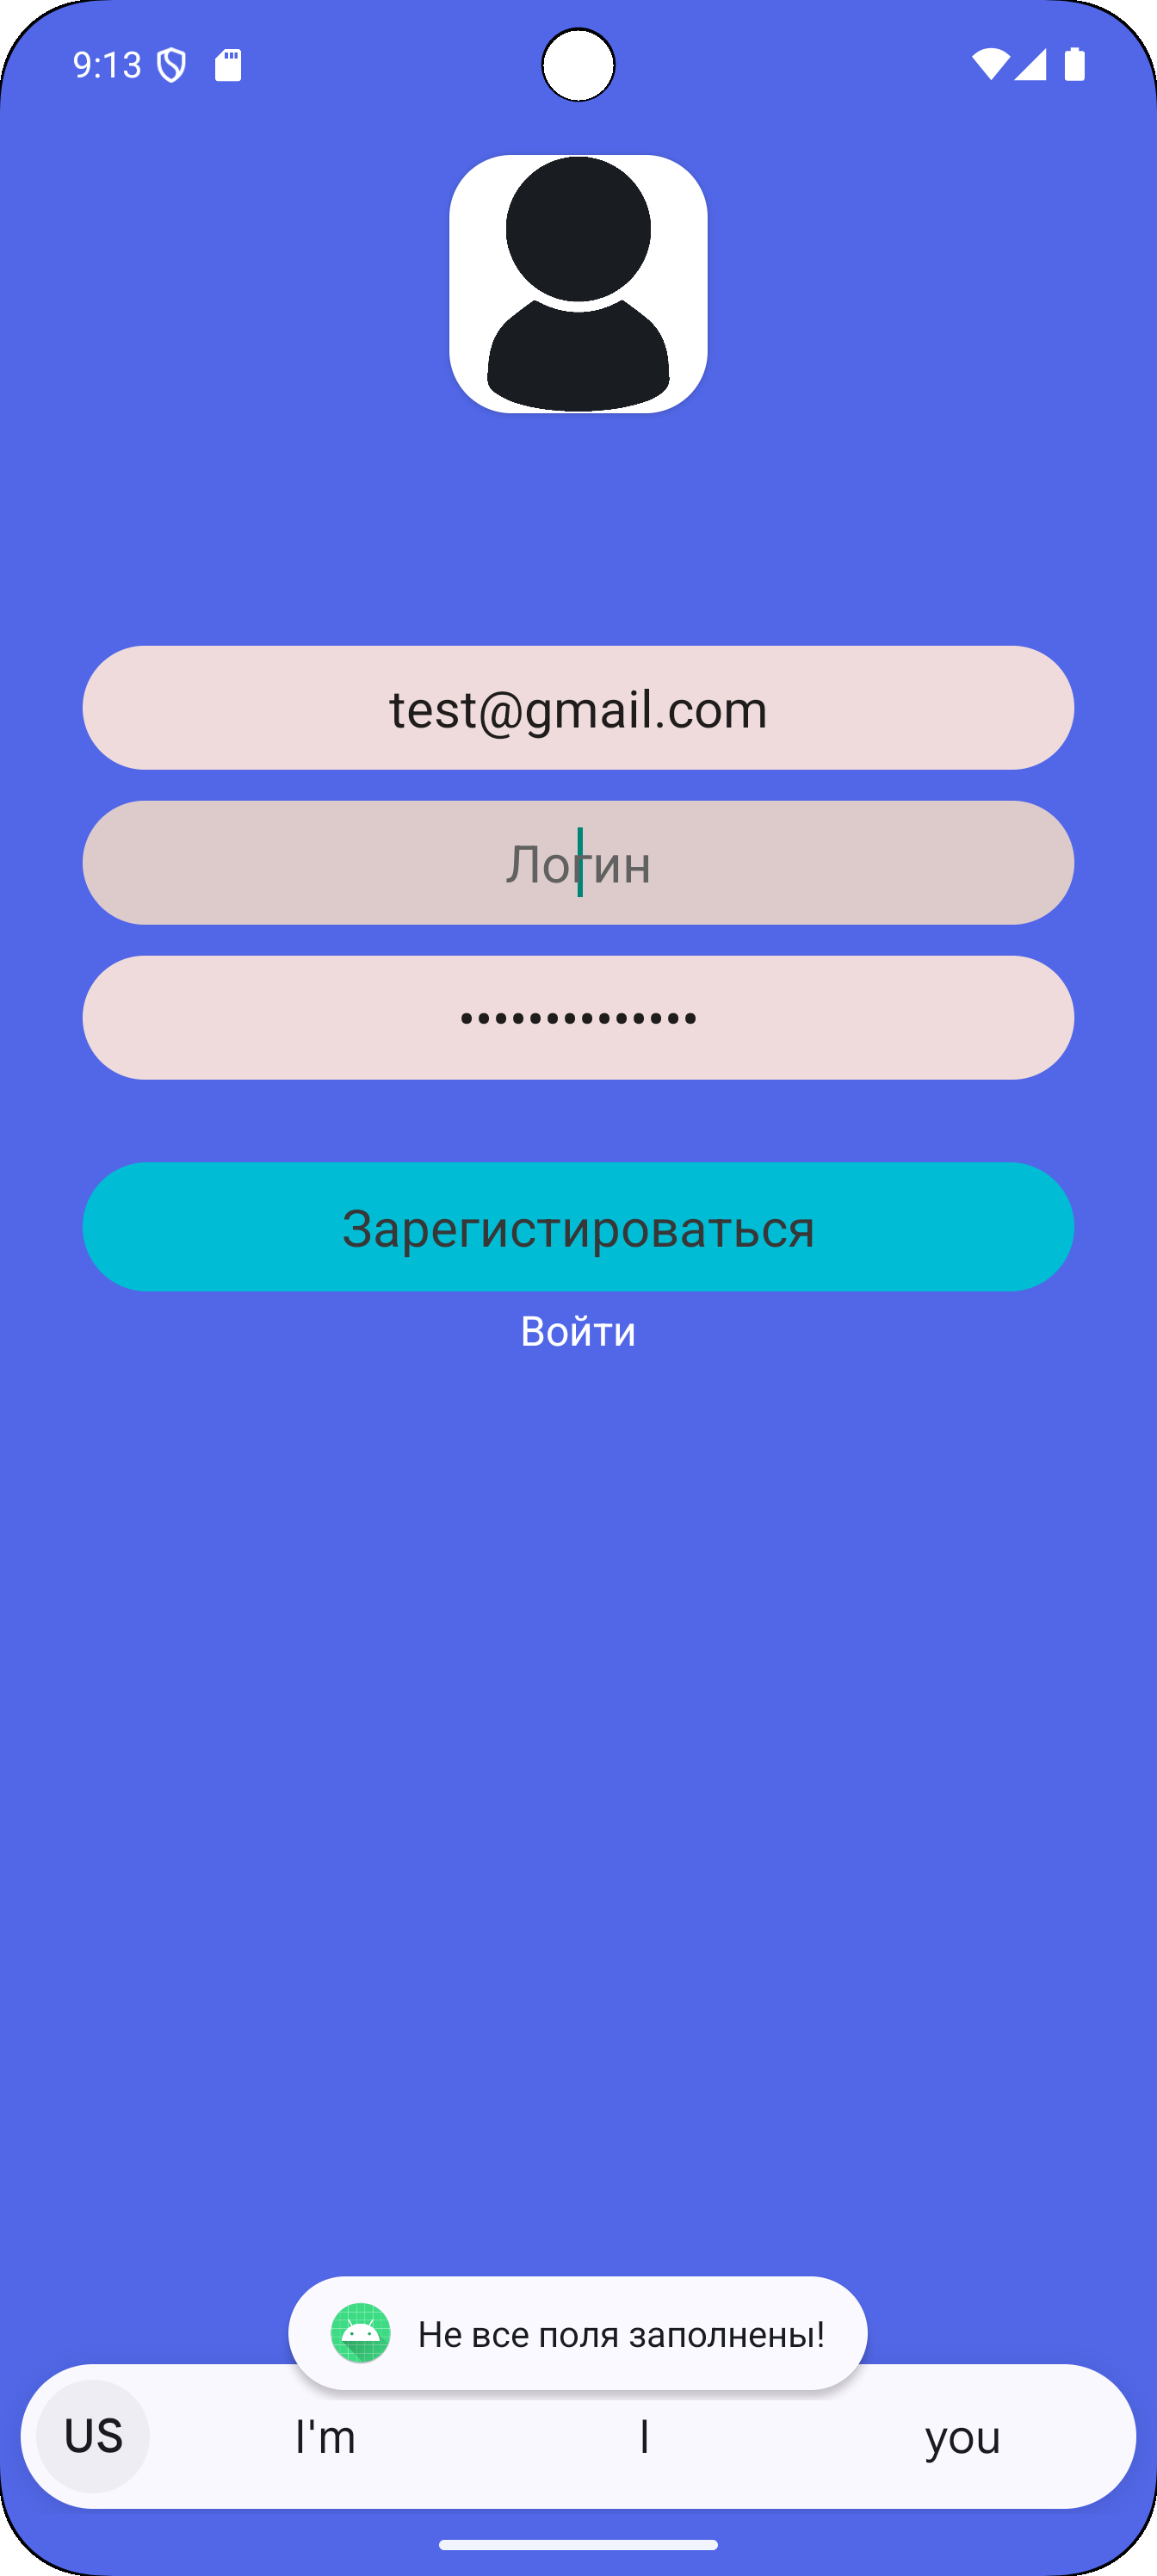 9:13
test@gmail.com
Логин
••••••••••••••
Зарегистироваться
Войти
Не все поля заполнены!
US I'm I you